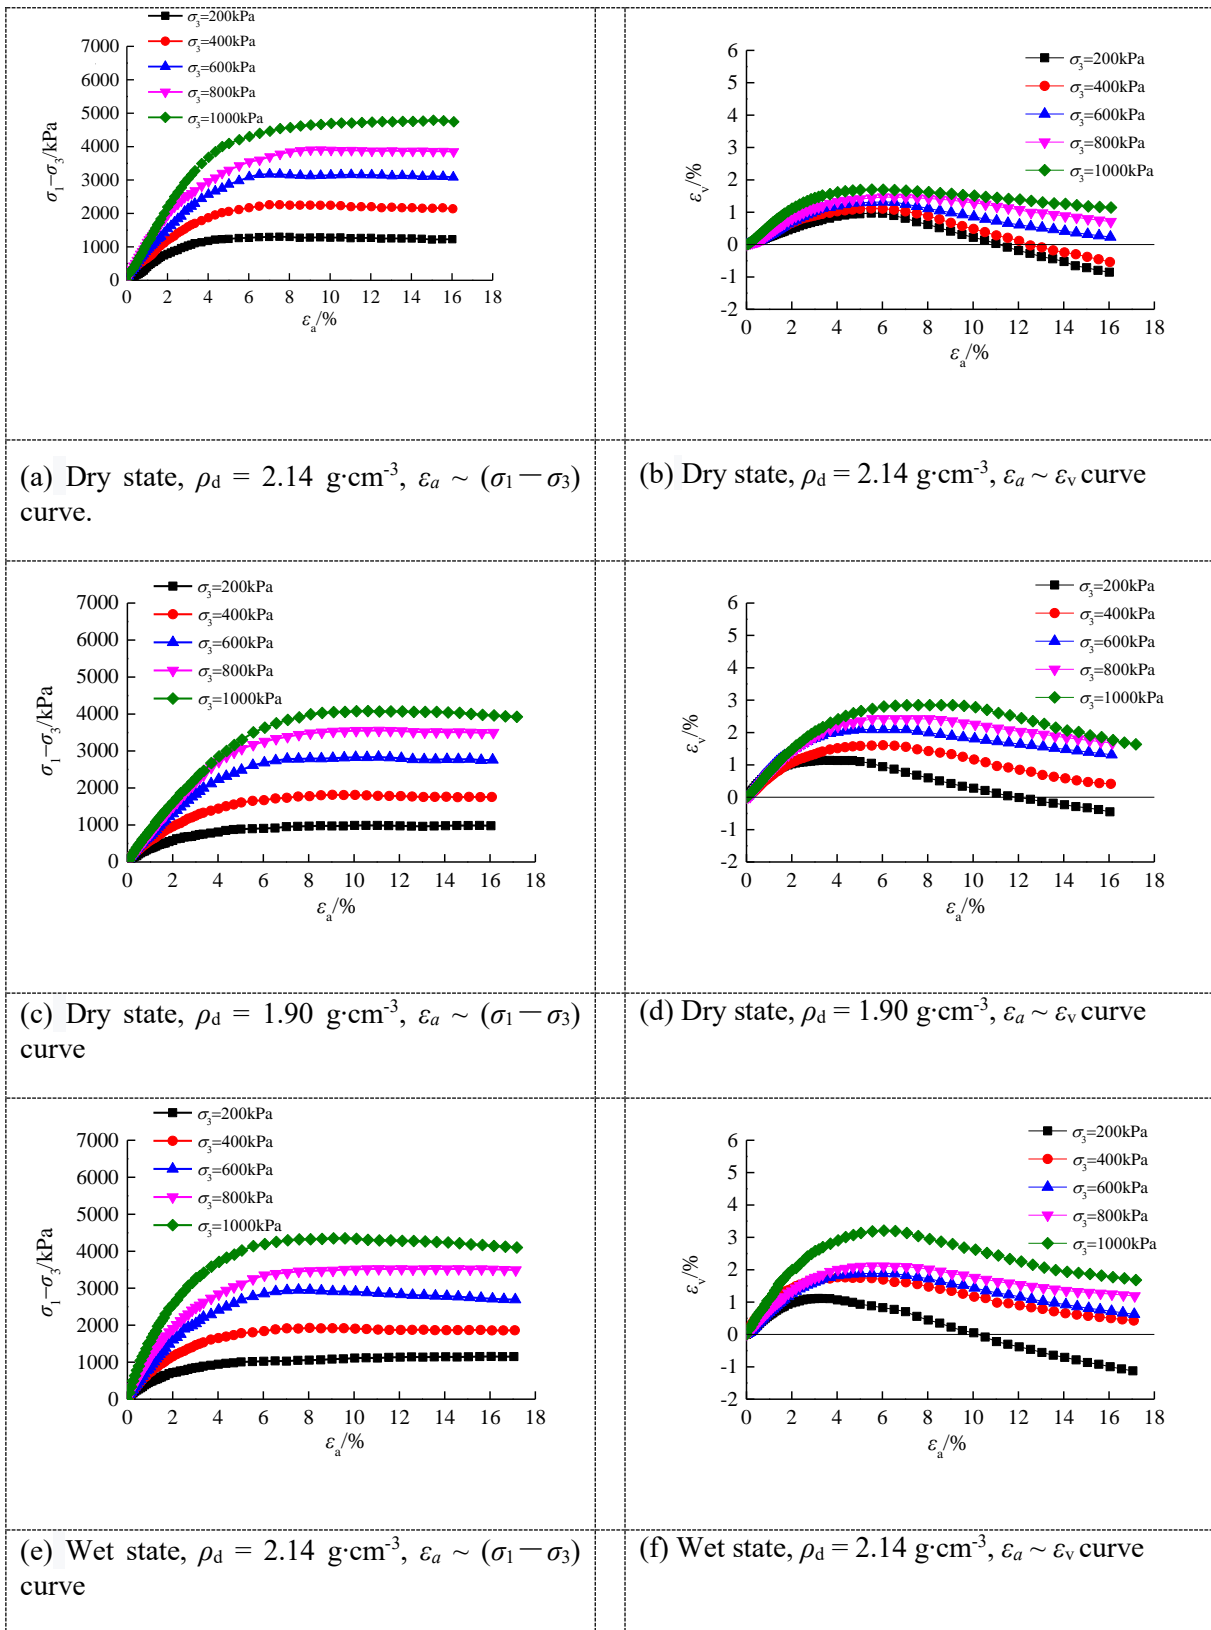 σ3=200kPa
σ3=400kPa
σ3=600kPa
σ3=800kPa
σ3=1000kPa
7000
6000
5000
4000
3000
2000
1000
0
σ1−σ3/kPa
0 2 4 6 8 10 12 14 16 18
εa/%
σ3=200kPa
σ3=400kPa
σ3=600kPa
σ3=800kPa
σ3=1000kPa
6
5
4
3
2
1
0
-1
-2
εv/%
0 2 4 6 8 10 12 14 16 18
εa/%
(a) Dry state, ρd = 2.14 g·cm-3, εa ~ (σ1−σ3)
curve.
(b) Dry state, ρd = 2.14 g·cm-3, εa ~ εv curve
σ3=200kPa
σ3=400kPa
σ3=600kPa
σ3=800kPa
σ3=1000kPa
7000
6000
5000
4000
3000
2000
1000
0
σ1−σ3/kPa
0 2 4 6 8 10 12 14 16 18
εa/%
σ3=200kPa
σ3=400kPa
σ3=600kPa
σ3=800kPa
σ3=1000kPa
6
5
4
3
2
1
0
-1
-2
εv/%
0 2 4 6 8 10 12 14 16 18
εa/%
(c) Dry state, ρd = 1.90 g·cm-3, εa ~ (σ1−σ3)
curve
(d) Dry state, ρd = 1.90 g·cm-3, εa ~ εv curve
σ3=200kPa
σ3=400kPa
σ3=600kPa
σ3=800kPa
σ3=1000kPa
7000
6000
5000
4000
3000
2000
1000
0
σ1−σ3/kPa
0 2 4 6 8 10 12 14 16 18
εa/%
σ3=200kPa
σ3=400kPa
σ3=600kPa
σ3=800kPa
σ3=1000kPa
6
5
4
3
2
1
0
-1
-2
εv/%
0 2 4 6 8 10 12 14 16 18
εa/%
(e) Wet state, ρd = 2.14 g·cm-3, εa ~ (σ1−σ3)
curve
(f) Wet state, ρd = 2.14 g·cm-3, εa ~ εv curve